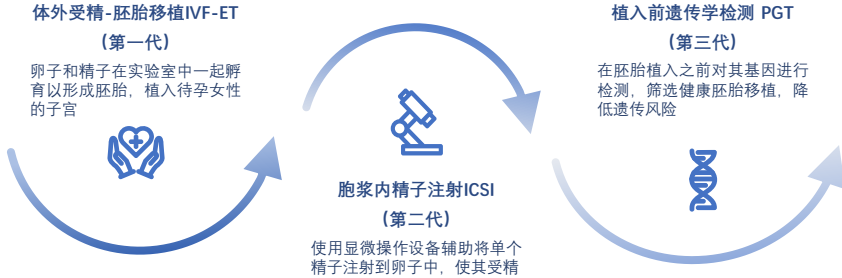 体外受精-胚胎移植IVF-ET
（第一代）
卵子和精子在实验室中一起孵
育以形成胚胎，植入待孕女性
的子宫
胞浆内精子注射ICSI
（第二代）
使用显微操作设备辅助将单个
精子注射到卵子中，使其受精
植入前遗传学检测 PGT
（第三代）
在胚胎植入之前对其基因进行
检测，筛选健康胚胎移植，降
低遗传风险